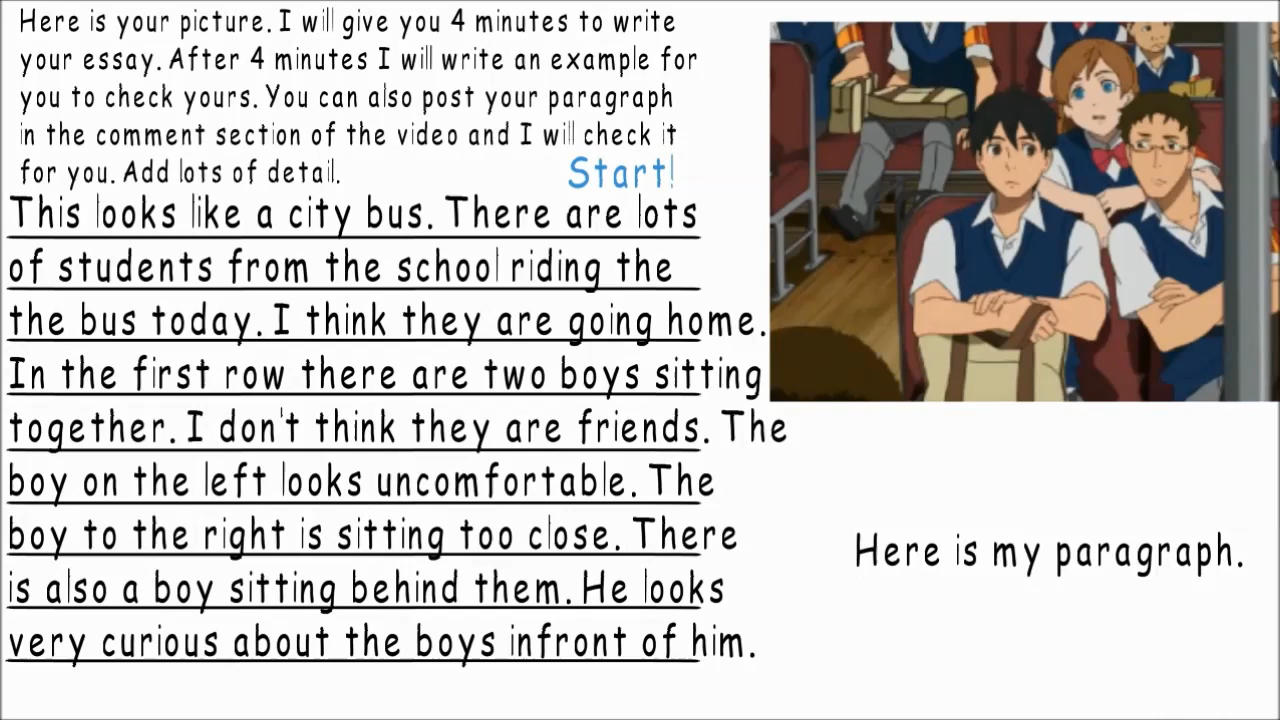 Here is your picture. I will give you 4 minutes to write
your essay. After 4 minutes I will write an example for
you to check yours. You can also post your paragraph
in the comment section of the video and I will check it
for you. Add lots of detail.
Start!
This looks like a city bus. There are lots
of students from the school riding the
the bus today. I think they are going home.
In the first row there are two boys sitting
together. I don't think they are friends. The
boy on the left looks uncomfortable. The
boy to the right is sitting too close. There
is also a boy sitting behind them. He looks
very curious about the boys infront of him.
Here is my paragraph.